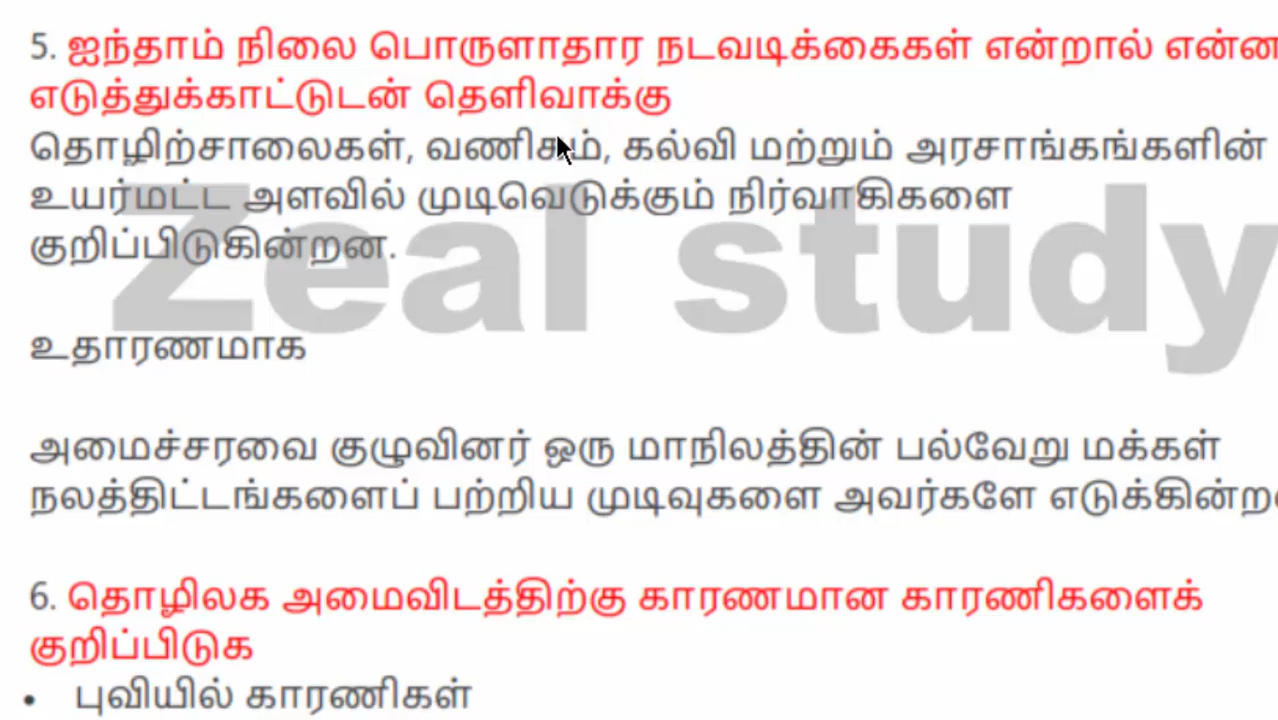 5. ஐந்தாம் நிலை பொருளாதார நடவடிக்கைகள் என்றால் என்ன
எடுத்துக்காட்டுடன் தெளிவாக்கு
தொழிற்சாலைகள், வணிகம், கல்வி மற்றும் அரசாங்கங்களின்
உயர்மட்ட அளவில் முடிவெடுக்கும் நிர்வாகிகளை
குறிப்பிடுகின்றன.
Zeal study
உதாரணமாக
அமைச்சரவை குழுவினர் ஒரு மாநிலத்தின் பல்வேறு மக்கள்
நலத்திட்டங்களைப் பற்றிய முடிவுகளை அவர்களே
6. தொழிலக அமைவிடத்திற்கு காரணமான காரணிகளைக்
குறிப்பிடுக
• புவியில் காரணிகள்